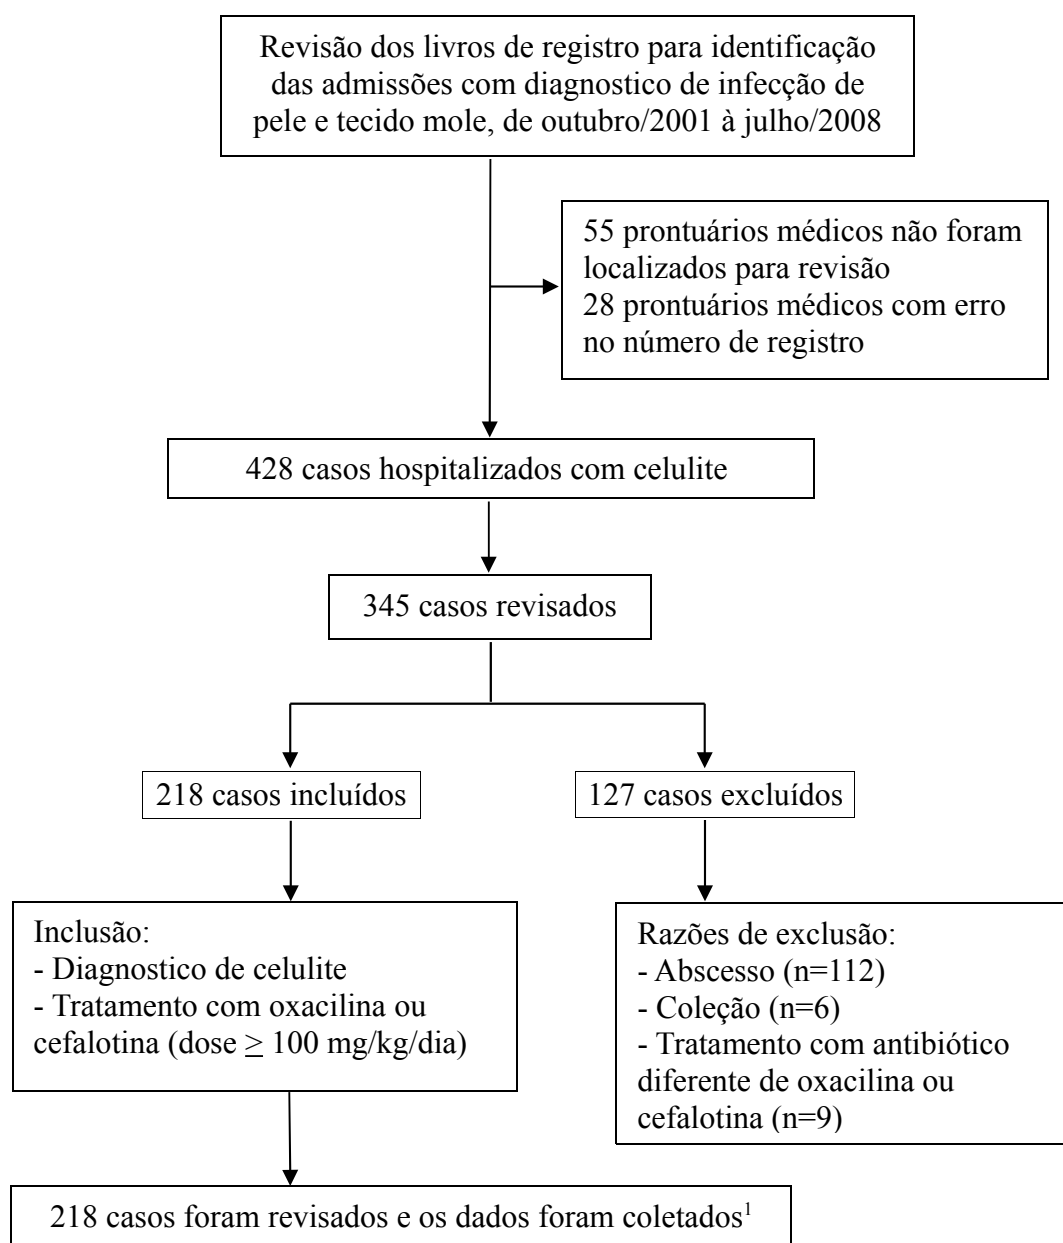 Revisão dos livros de registro para identificação
das admissões com diagnostico de infecção de
pele e tecido mole, de outubro/2001 à julho/2008
55 prontuários médicos não foram
localizados para revisão
28 prontuários médicos com erro
no número de registro
428 casos hospitalizados com celulite
345 casos revisados
218 casos incluídos
127 casos excluídos
Inclusão:
- Diagnostico de celulite
- Tratamento com oxacilina ou
cefalotina (dose ≥ 100 mg/kg/dia)
Razões de exclusão:
- Abscesso (n=112)
- Coleção (n=6)
- Tratamento com antibiótico
diferente de oxacilina ou
cefalotina (n=9)
218 casos foram revisados e os dados foram coletados¹